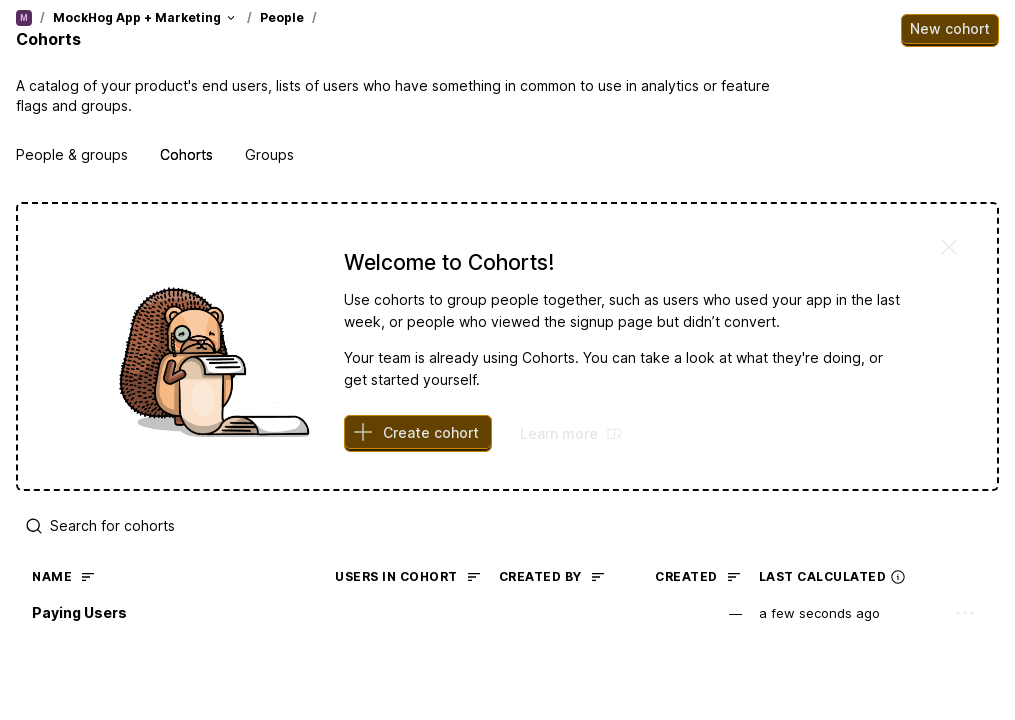 M / MockHog App + Marketing / People /
Cohorts
New cohort
A catalog of your product's end users, lists of users who have something in common to use in analytics or feature
flags and groups.
People & groups Cohorts Groups
Welcome to Cohorts!
Use cohorts to group people together, such as users who used your app in the last
week, or people who viewed the signup page but didn’t convert.
Your team is already using Cohorts. You can take a look at what they're doing, or
get started yourself.
Create cohort Learn more
Search for cohorts
NAME USERS IN COHORT CREATED BY CREATED LAST CALCULATED
Paying Users — a few seconds ago